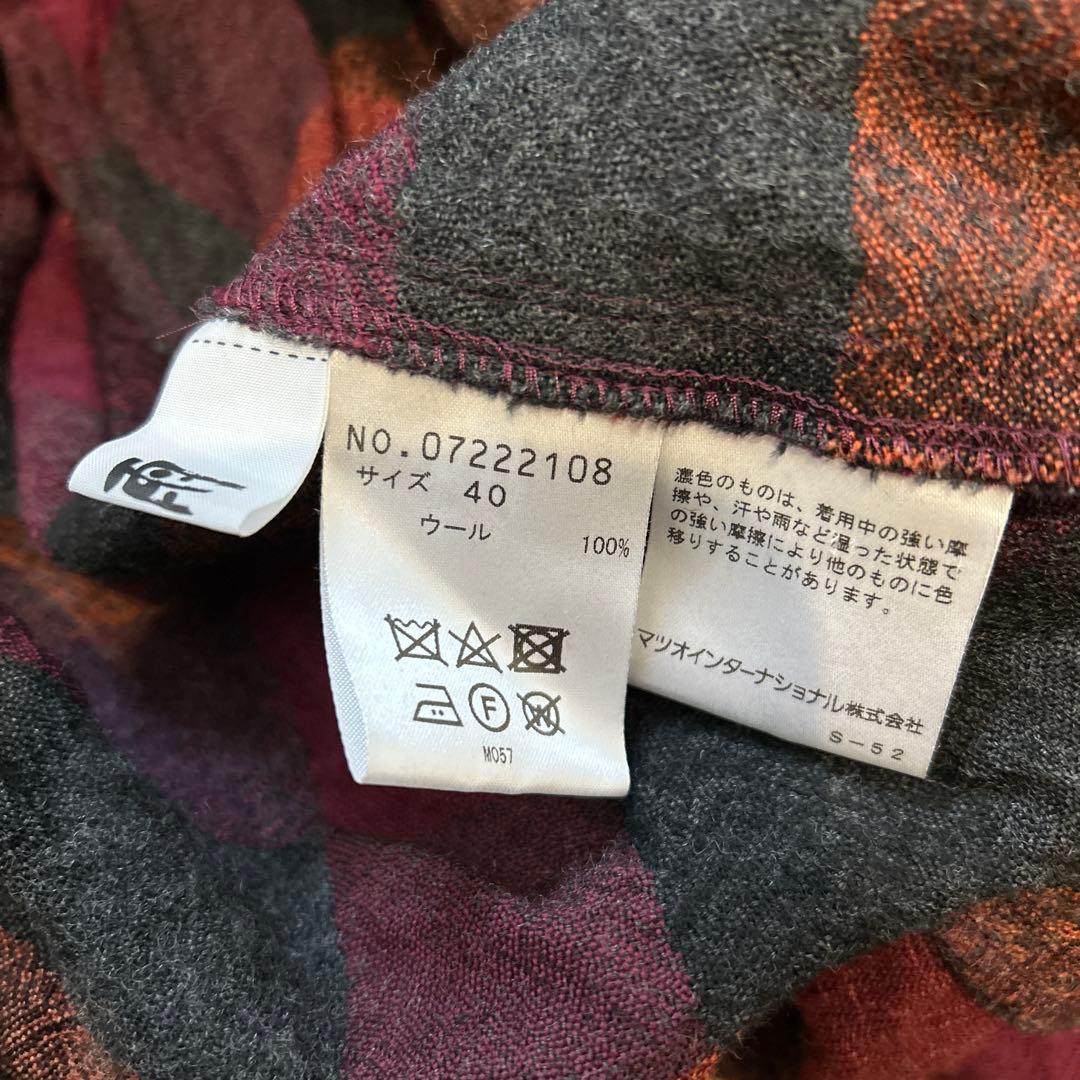 NO.07222108
サイズ 40
ウール 100%
F
W
M057
濃色のものは、着用中の強い摩
擦や、汗や雨など湿った状態で
の強い摩擦により他のものに色
移りすることがあります。
マツオインターナショナル株式会社
S-52